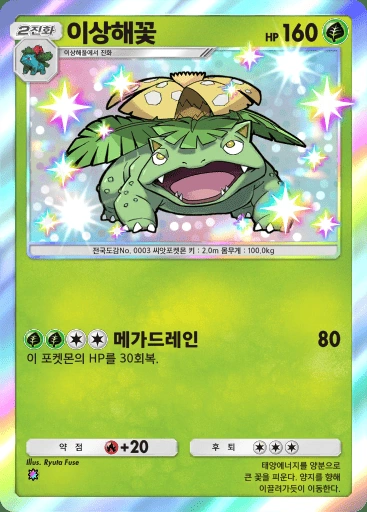 2진화
이상해꽃
HP 160
이상해풀에서 진화
전국도감No. 0003 씨앗포켓몬 키 : 2.0m 몸무게 : 100.0kg
메가드레인 80
이 포켓몬의 HP를 30회복.
약점 +20 후퇴
Illus. Ryuta Fuse
태양에너지를 양분으로
큰 꽃을 피운다. 양지를 향해
이끌려가듯이 이동한다.